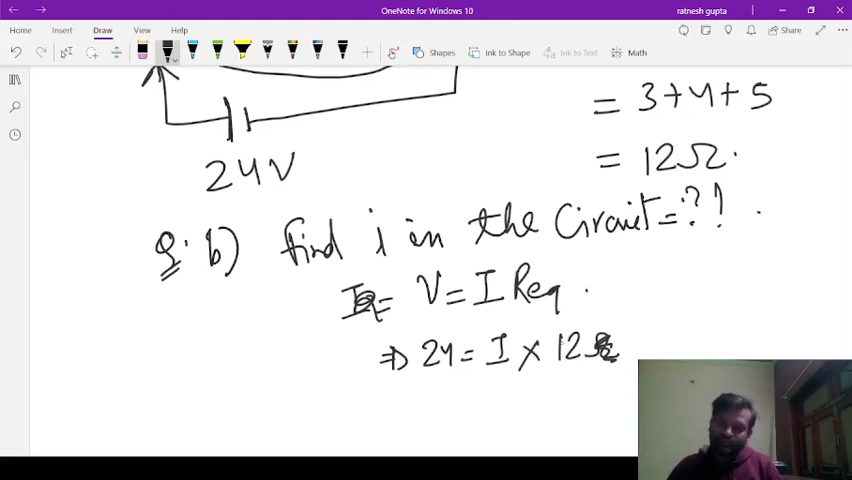 OneNote for Windows 10
ratnesh gupta
Home Insert Draw View Help
Share
Shapes Ink to Shape Ink to Text Math
= 3+4+5
= 12Ω.
24V
Q. b) find i in the Circuit = ?! .
V = I Req .
⇒ 24 = I × 12